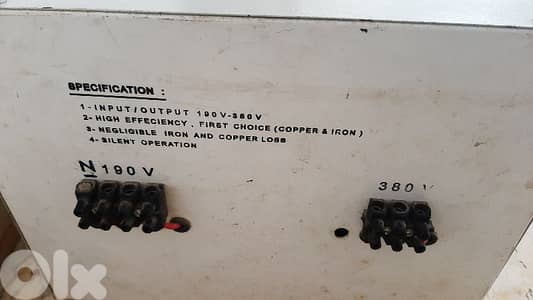 SPECIFICATION :
1- INPUT/OUTPUT 190V-380V
2- HIGH EFFECIENCY , FIRST CHOICE (COPPER & IRON )
3- NEGLIGIBLE IRON AND COPPER LOSS
4- SILENT OPERATION
N 190 V
380 V
OLX